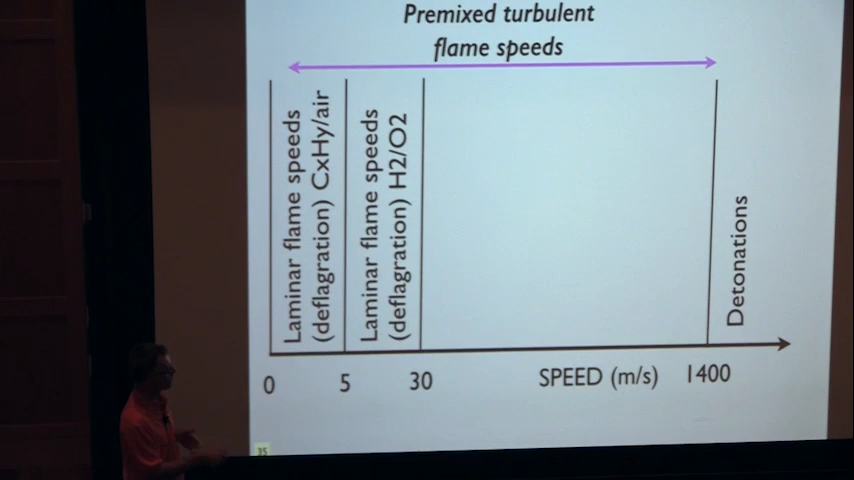 Premixed turbulent
flame speeds
Laminar flame speeds
(deflagration) CxHy/air
Laminar flame speeds
(deflagration) H2/O2
Detonations
0
5
30
SPEED (m/s)
1400
35